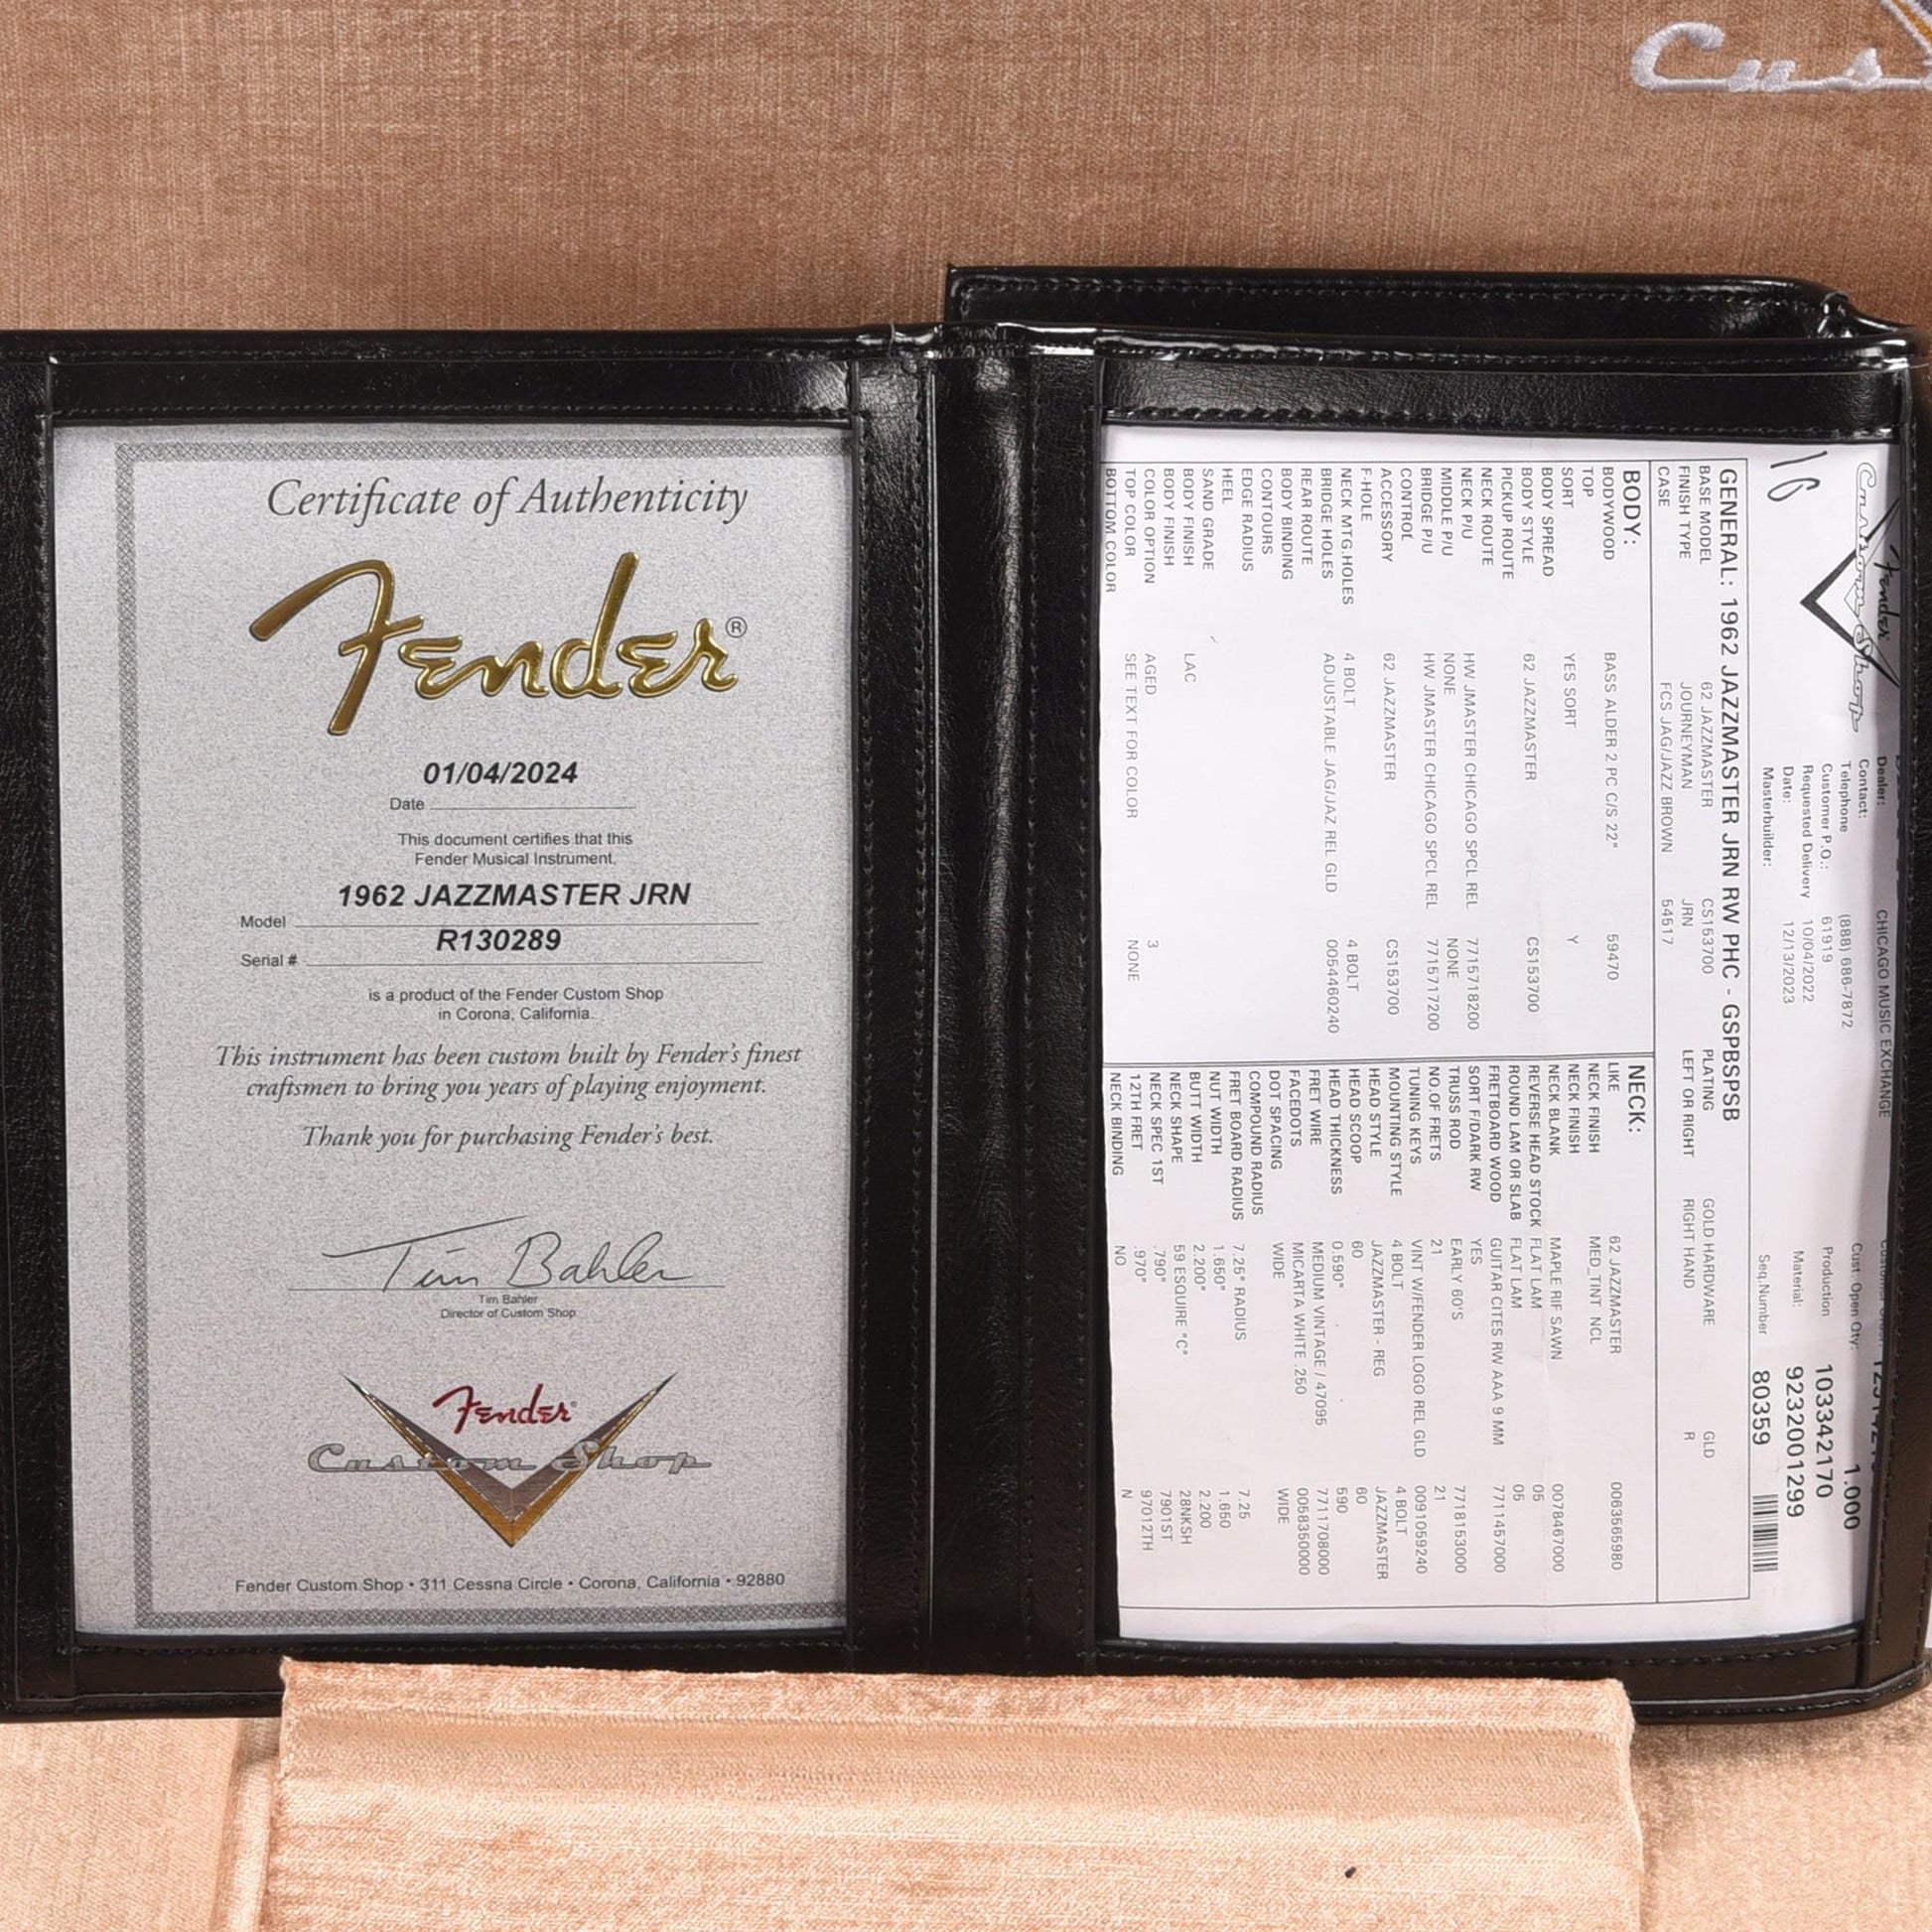 Cus
Certificate of Authenticity
Fender®
01/04/2024
Date
This document certifies that this
Fender Musical Instrument,
1962 JAZZMASTER JRN
Model
R130289
Serial #
is a product of the Fender Custom Shop
in Corona, California.
This instrument has been custom built by Fender's finest
craftsmen to bring you years of playing enjoyment.
Thank you for purchasing Fender's best.
Tim Bahler
Tim Bahler
Director of Custom Shop
Fender
Custom Shop
Fender Custom Shop • 311 Cessna Circle • Corona, California • 92880
Fender
Custom Shop
Dealer: CHICAGO MUSIC EXCHANGE
Contact: Cust. Open Qty: 1.000
Telephone (888) 686-7872
Customer P.O.: 61919 Production 103342170
Requested Delivery 10/04/2022 Material: 9232001299
Date: 12/13/2023
Masterbuilder: Seq.Number 80359
GENERAL: 1962 JAZZMASTER JRN RW PHC - GSPBSPSB
BASE MODEL 62 JAZZMASTER CS153700 PLATING GOLD HARDWARE GLD
FINISH TYPE JOURNEYMAN JRN LEFT OR RIGHT RIGHT HAND R
CASE FCS JAG/JAZZ BROWN 54517
BODY:
BODYWOOD BASS ALDER 2 PC C/S 22" 59470
TOP
SORT YES SORT Y
BODY SPREAD
BODY STYLE 62 JAZZMASTER CS153700
PICKUP ROUTE
NECK ROUTE
NECK P/U HW JMASTER CHICAGO SPCL REL 7715718200
MIDDLE P/U NONE NONE
BRIDGE P/U HW JMASTER CHICAGO SPCL REL 7715717200
CONTROL
ACCESSORY 62 JAZZMASTER CS153700
F-HOLE
NECK MTG.HOLES 4 BOLT 4 BOLT
BRIDGE HOLES ADJUSTABLE JAG/JAZ REL GLD 0054460240
REAR ROUTE
BODY BINDING
CONTOURS
EDGE RADIUS
HEEL
SAND GRADE
BODY FINISH LAC
BODY FINISH
COLOR OPTION AGED 3
TOP COLOR SEE TEXT FOR COLOR NONE
BOTTOM COLOR
NECK:
LIKE 62 JAZZMASTER 0063565980
NECK FINISH MED_TINT NCL
NECK FINISH
NECK BLANK MAPLE RIF SAWN 0078467000
REVERSE HEAD STOCK FLAT LAM 05
ROUND LAM OR SLAB FLAT LAM 05
FRETBOARD WOOD GUITAR CITES RW AAA 9 MM 7711457000
SORT F/DARK RW YES
TRUSS ROD EARLY 60'S 7718153000
NO.OF FRETS 21 21
TUNING KEYS VINT W/FENDER LOGO REL GLD 0091059240
MOUNTING STYLE 4 BOLT 4 BOLT
HEAD STYLE JAZZMASTER - REG JAZZMASTER
HEAD SCOOP 60 60
HEAD THICKNESS 0.590" 590
FRET WIRE MEDIUM VINTAGE / 47095 7711708000
FACEDOTS MICARTA WHITE .250 0058350000
DOT SPACING WIDE WIDE
COMPOUND RADIUS
FRET BOARD RADIUS 7.25" RADIUS 7.25
NUT WIDTH 1.650" 1.650
BUTT WIDTH 2.200" 2.200
NECK SHAPE 59 ESQUIRE "C" 28NKSH
NECK SPEC 1ST .790" 7901ST
12TH FRET .970" 97012TH
NECK BINDING NO N